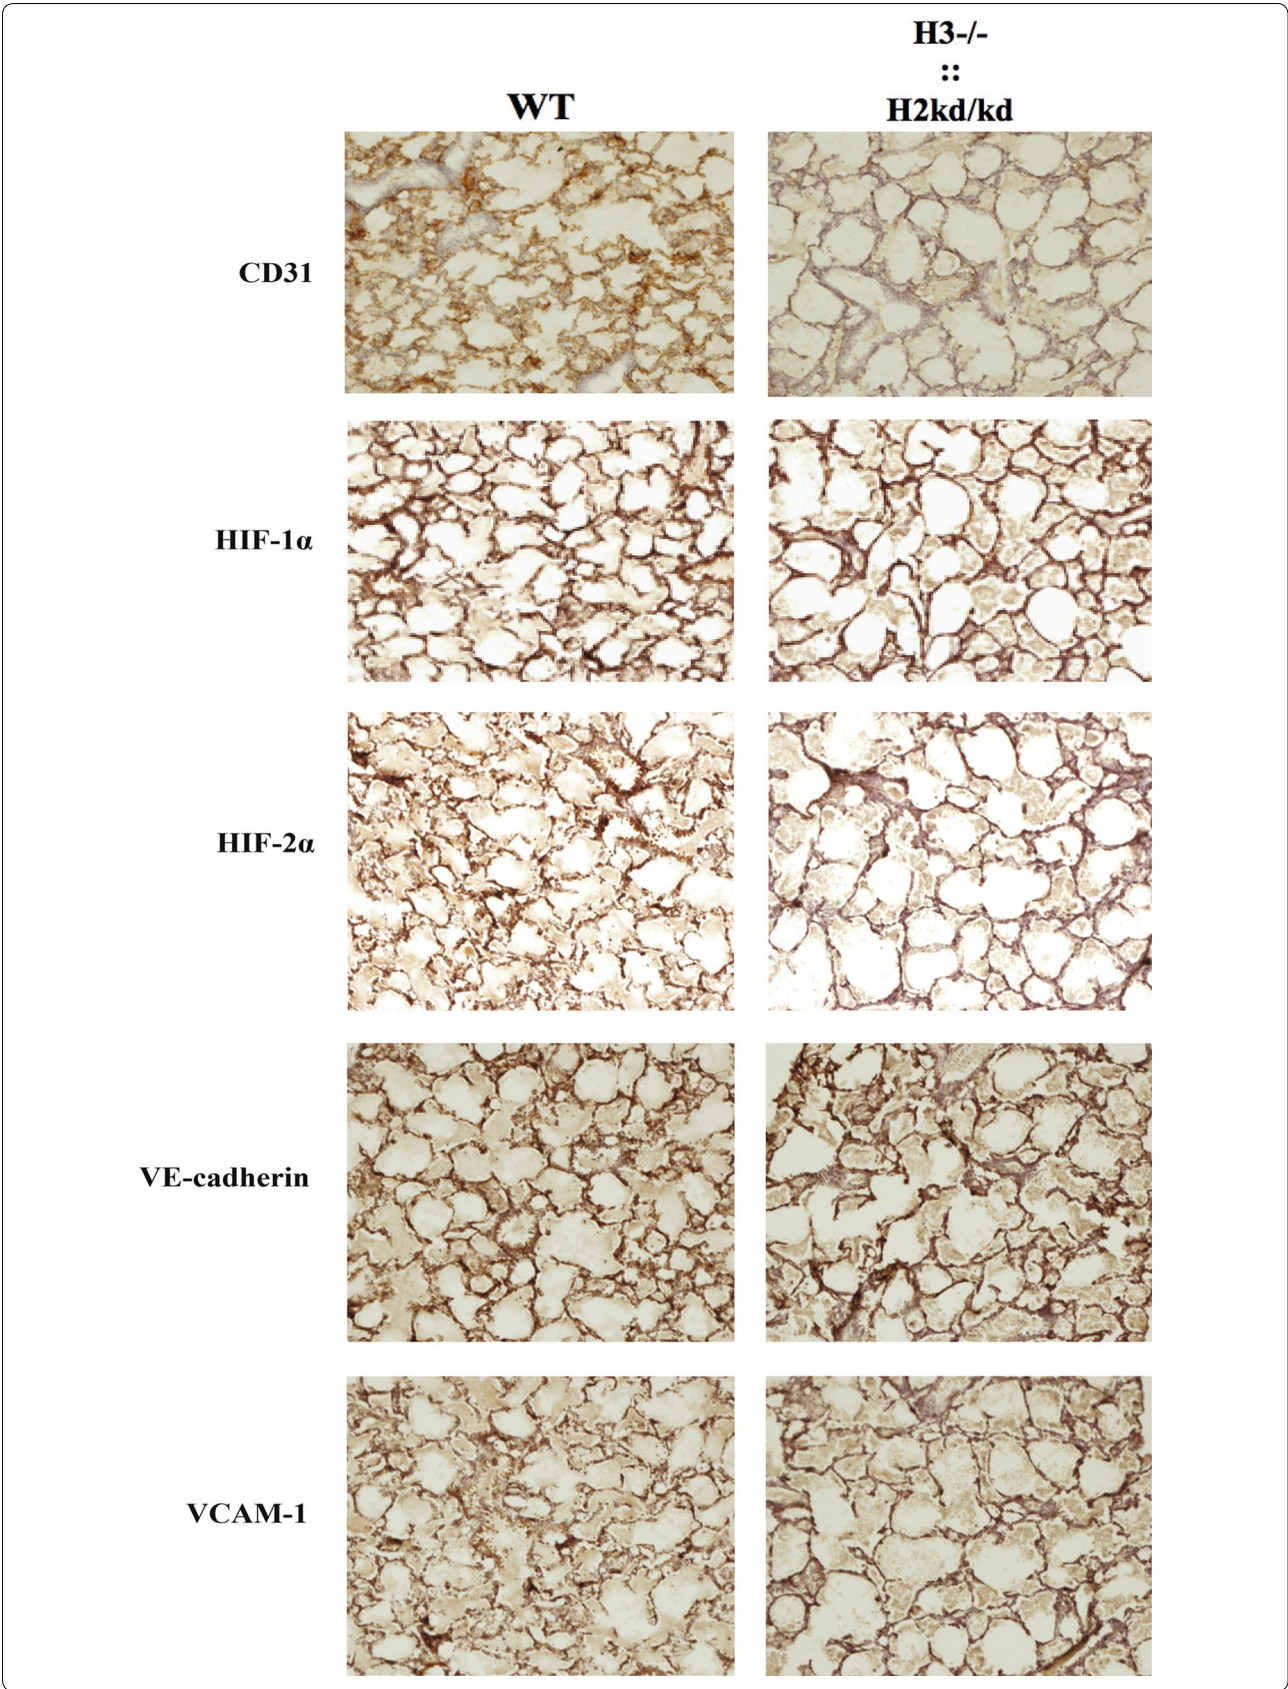 WT
H3-/-
::
H2kd/kd
CD31
HIF-1α
HIF-2α
VE-cadherin
VCAM-1